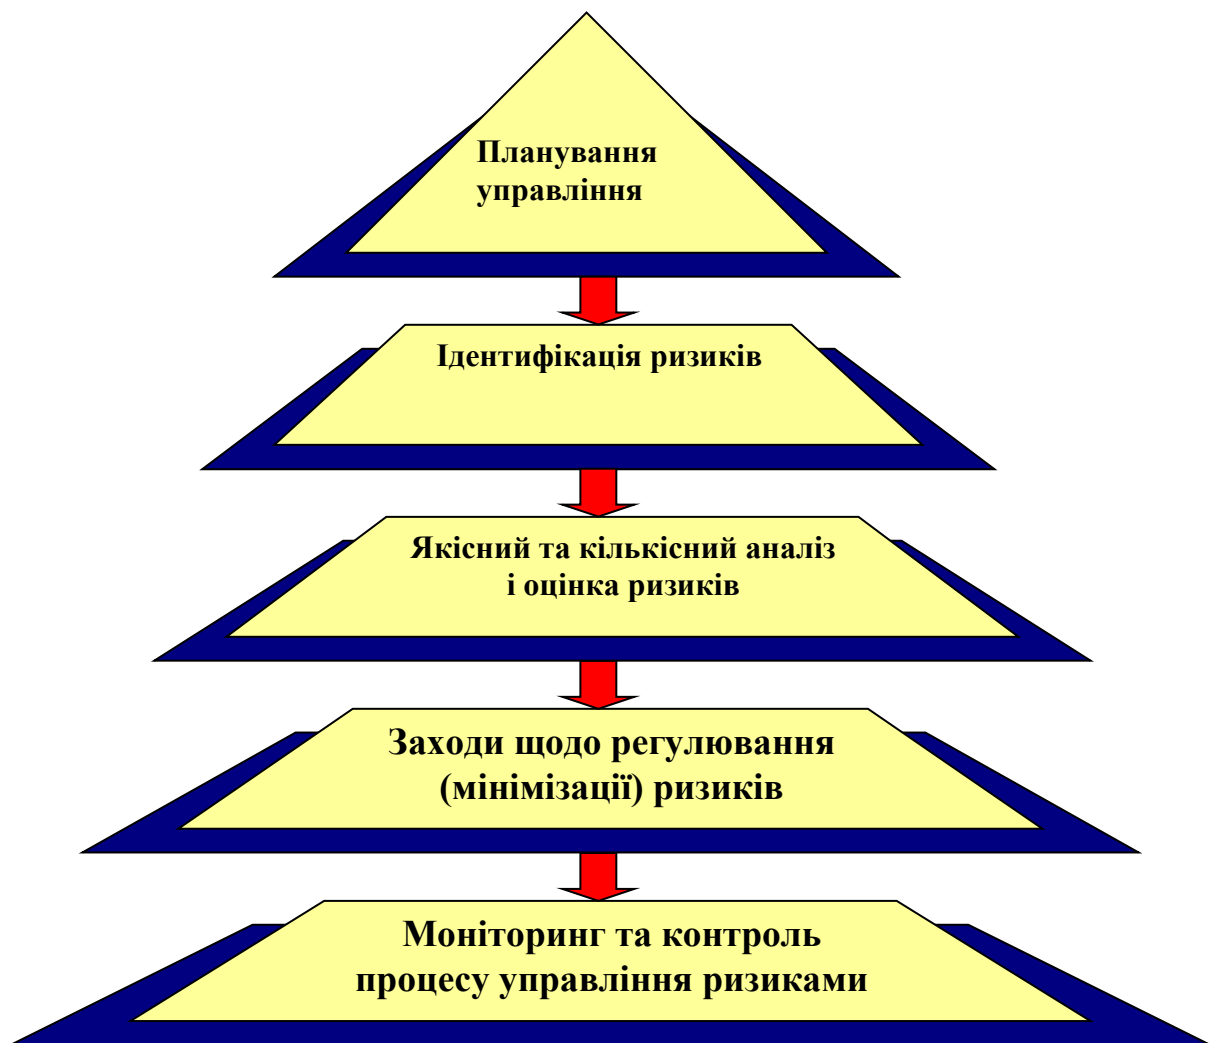 Планування
управління
Ідентифікація ризиків
Якісний та кількісний аналіз
і оцінка ризиків
Заходи щодо регулювання
(мінімізації) ризиків
Моніторинг та контроль
процесу управління ризиками